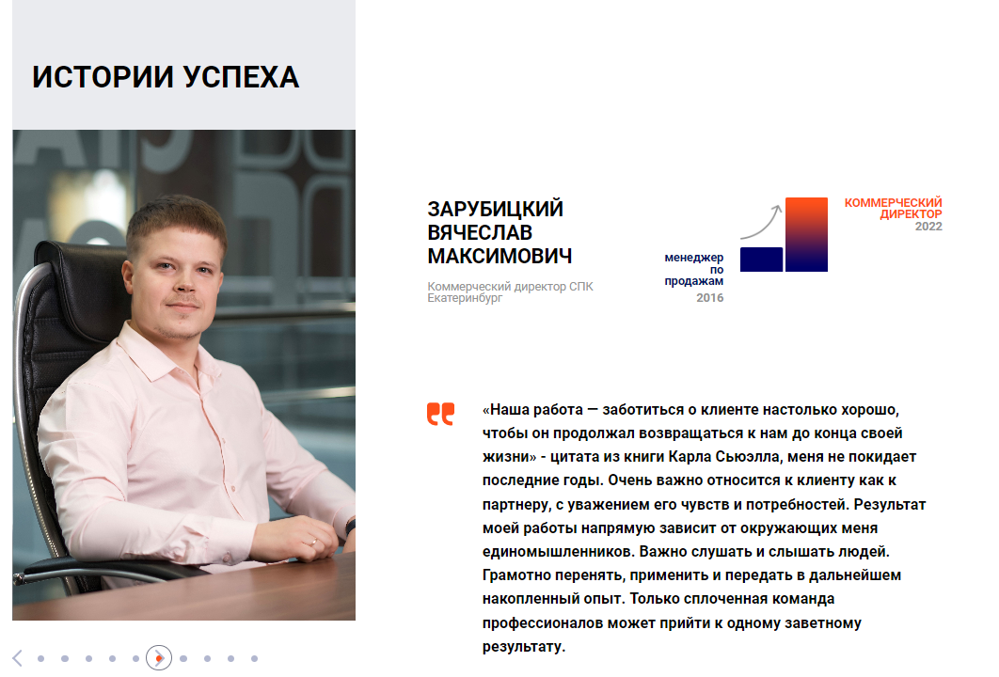 ИСТОРИИ УСПЕХА
ЗАРУБИЦКИЙ
ВЯЧЕСЛАВ
МАКСИМОВИЧ
Коммерческий директор СПК
Екатеринбург
менеджер
по
продажам
2016
КОММЕРЧЕСКИЙ
ДИРЕКТОР
2022
«Наша работа — заботиться о клиенте настолько хорошо,
чтобы он продолжал возвращаться к нам до конца своей
жизни» - цитата из книги Карла Сьюэлла, меня не покидает
последние годы. Очень важно относится к клиенту как к
партнеру, с уважением его чувств и потребностей. Результат
моей работы напрямую зависит от окружающих меня
единомышленников. Важно слушать и слышать людей.
Грамотно перенять, применить и передать в дальнейшем
накопленный опыт. Только сплоченная команда
профессионалов может прийти к одному заветному
результату.